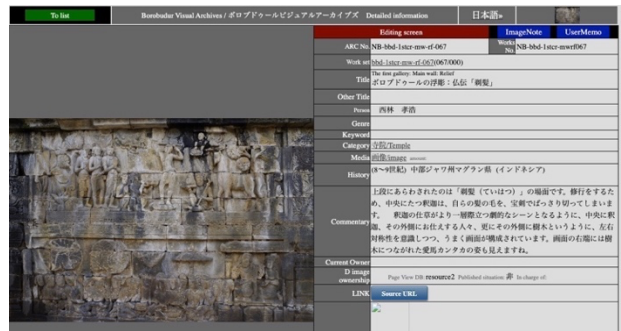 To list
Borobudur Visual Archives / ボロブドゥールビジュアルアーカイブズ Detailed information
日本語»
Editing screen
ImageNote
UserMemo
ARC No. NB-bbd-1stcr-mw-rf-067
Works No. NB-bbd-1stcr-mwrf067
Work set bbd-1stcr-mw-rf-067(067/000)
Title The first gallery: Main wall: Relief
ボロブドゥールの浮彫:仏伝「剃髪」
Other Title
Person 西林 孝浩
Genre
Keyword
Category 寺院/Temple
Media 画像/image
History (8〜9世紀) 中部ジャワ州マグラン県 (インドネシア)
Commentary 上段にあらわされたのは「剃髪(ていはつ)」の場面です。修行をするた
め、中央にたつ釈迦は、自らの髪の毛を、宝剣でばっさり切ってしまいま
す。 釈迦の仕草がより一層際立つ劇的なシーンとなるように、中央に釈
迦、その外側にお仕えする人々、更にその外側に樹木というように、左右
対称性を意識しつつ、うまく画面が構成されています。画面の右端には樹
木につながれた愛馬カンタカの姿も見えますね。
Current Owner
D image ownership Page View DB: resource2 Published situation: 非 In charge of:
LINK Source URL